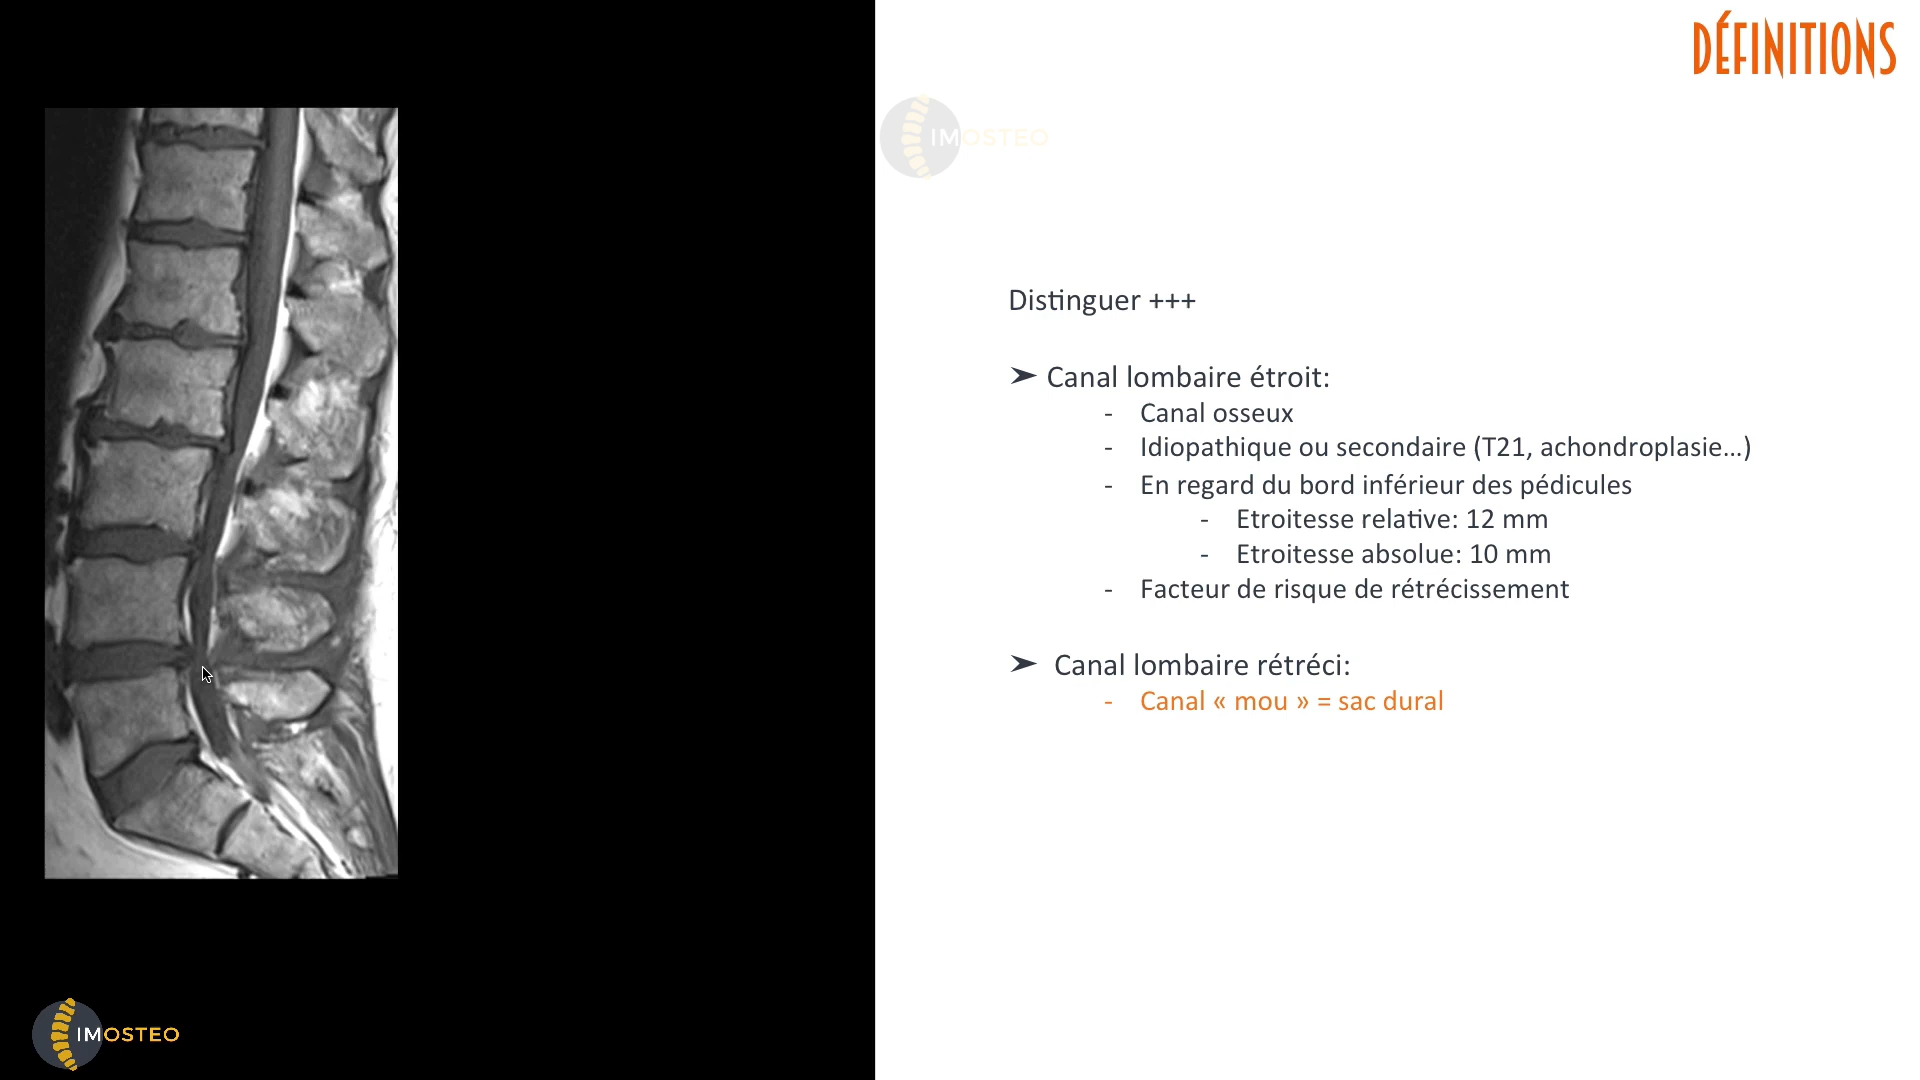 DÉFINITIONS
IMOSTEO
Distinguer +++
➤ Canal lombaire étroit:
- Canal osseux
- Idiopathique ou secondaire (T21, achondroplasie…)
- En regard du bord inférieur des pédicules
- Etroitesse relative: 12 mm
- Etroitesse absolue: 10 mm
- Facteur de risque de rétrécissement
➤ Canal lombaire rétréci:
- Canal « mou » = sac dural
IMOSTEO